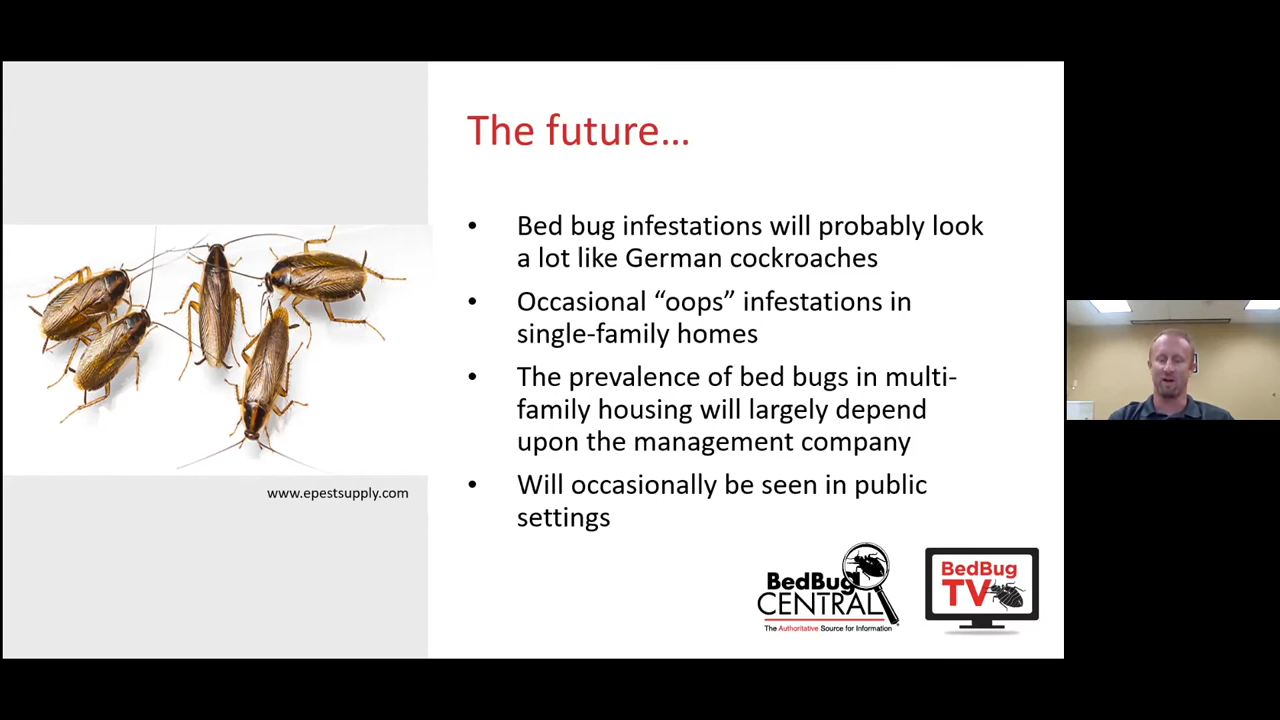 The future...
• Bed bug infestations will probably look
a lot like German cockroaches
• Occasional “oops” infestations in
single-family homes
• The prevalence of bed bugs in multi-
family housing will largely depend
upon the management company
• Will occasionally be seen in public
settings
www.epestsupply.com
BedBug
CENTRAL
The Authoritative Source for Information
BedBug
TV